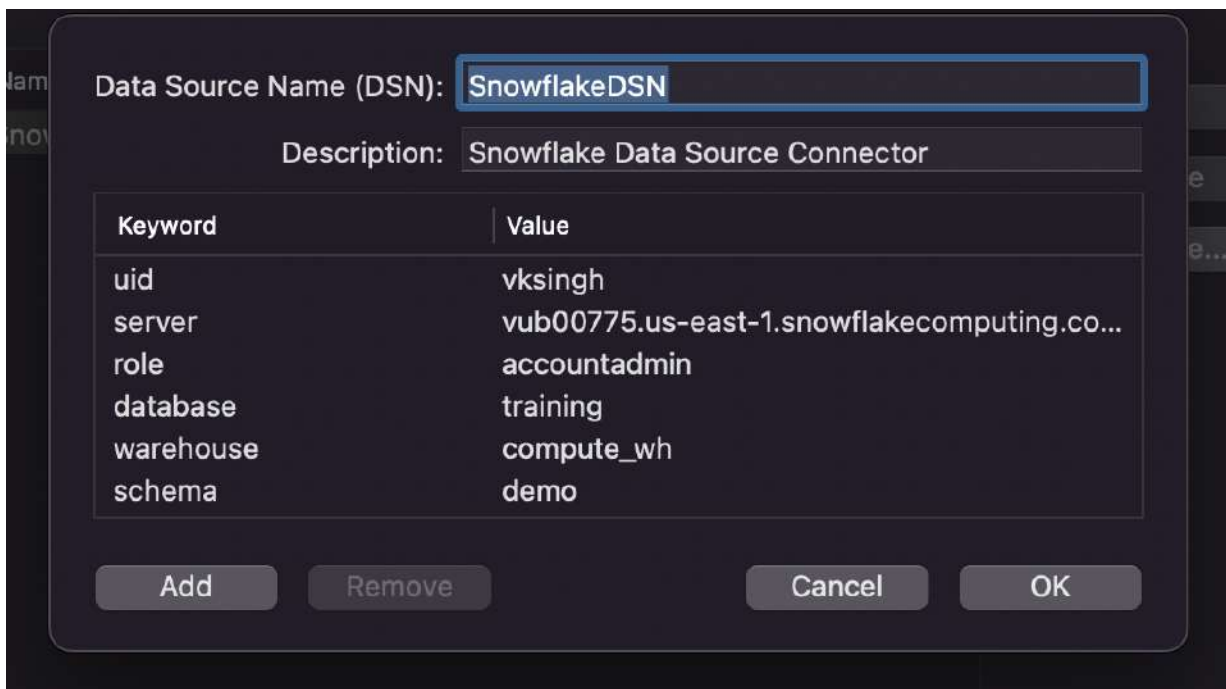 Data Source Name (DSN): SnowflakeDSN
Description: Snowflake Data Source Connector
Keyword Value
uid vksingh
server vub00775.us-east-1.snowflakecomputing.co...
role accountadmin
database training
warehouse compute_wh
schema demo
Add Remove Cancel OK